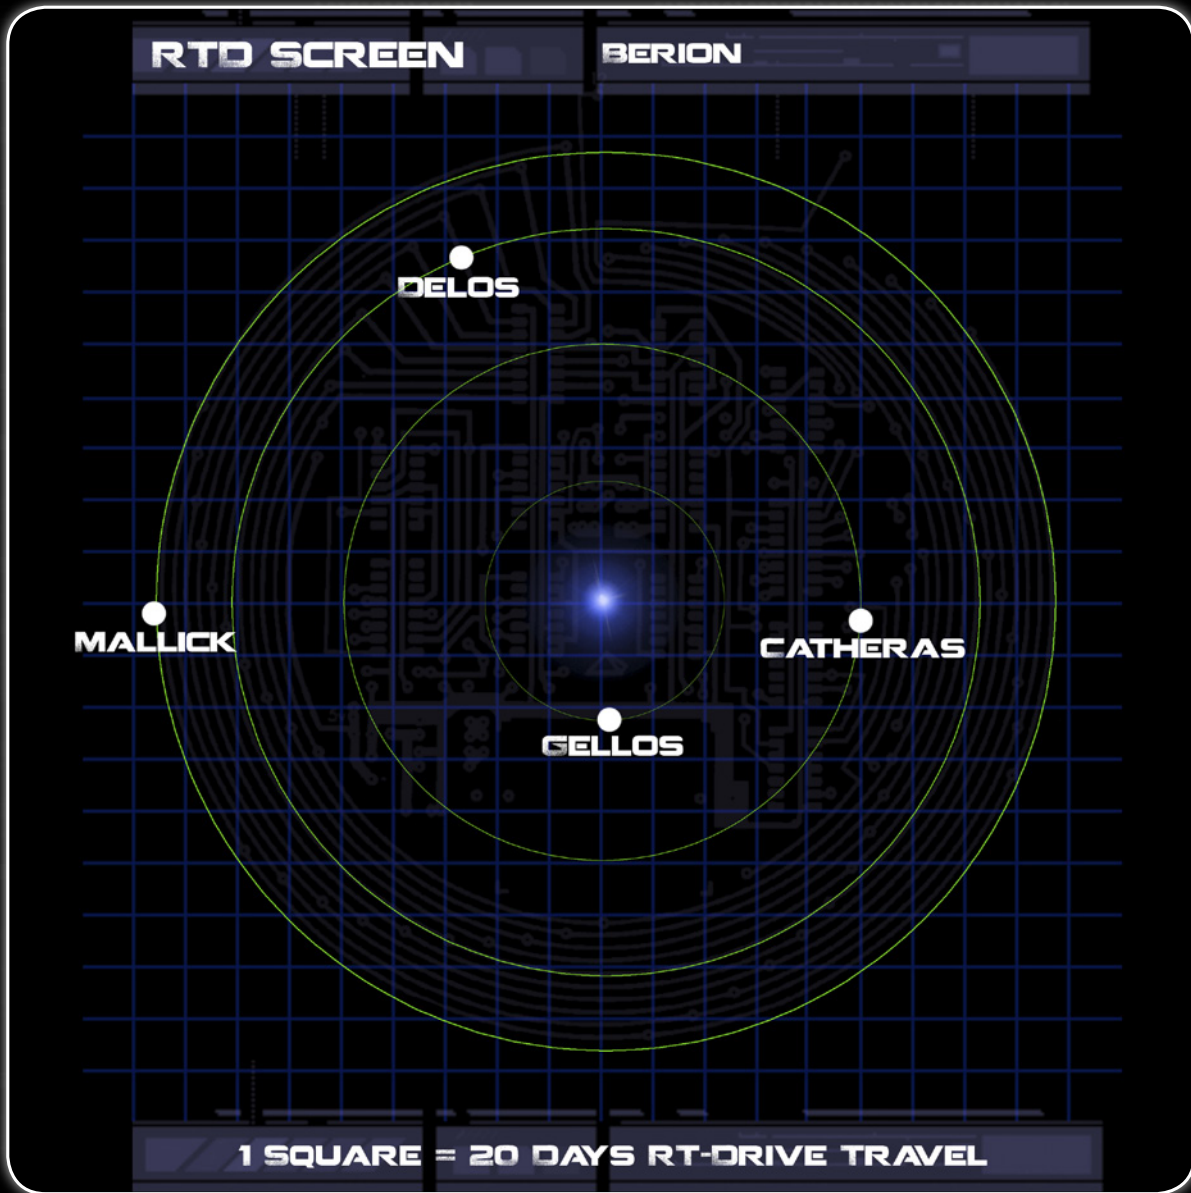 RTD SCREEN
BERION
DELOS
MALLICK
CATHERAS
GELLOS
1 SQUARE = 20 DAYS RT-DRIVE TRAVEL